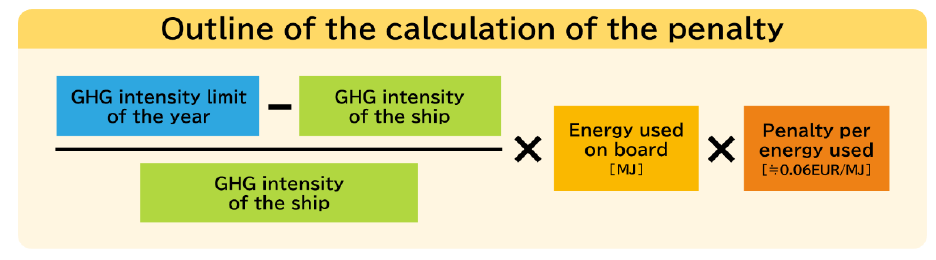 Outline of the calculation of the penalty
GHG intensity limit
of the year
−
GHG intensity
of the ship
GHG intensity
of the ship
×
Energy used
on board
[MJ]
×
Penalty per
energy used
[≒0.06EUR/MJ]